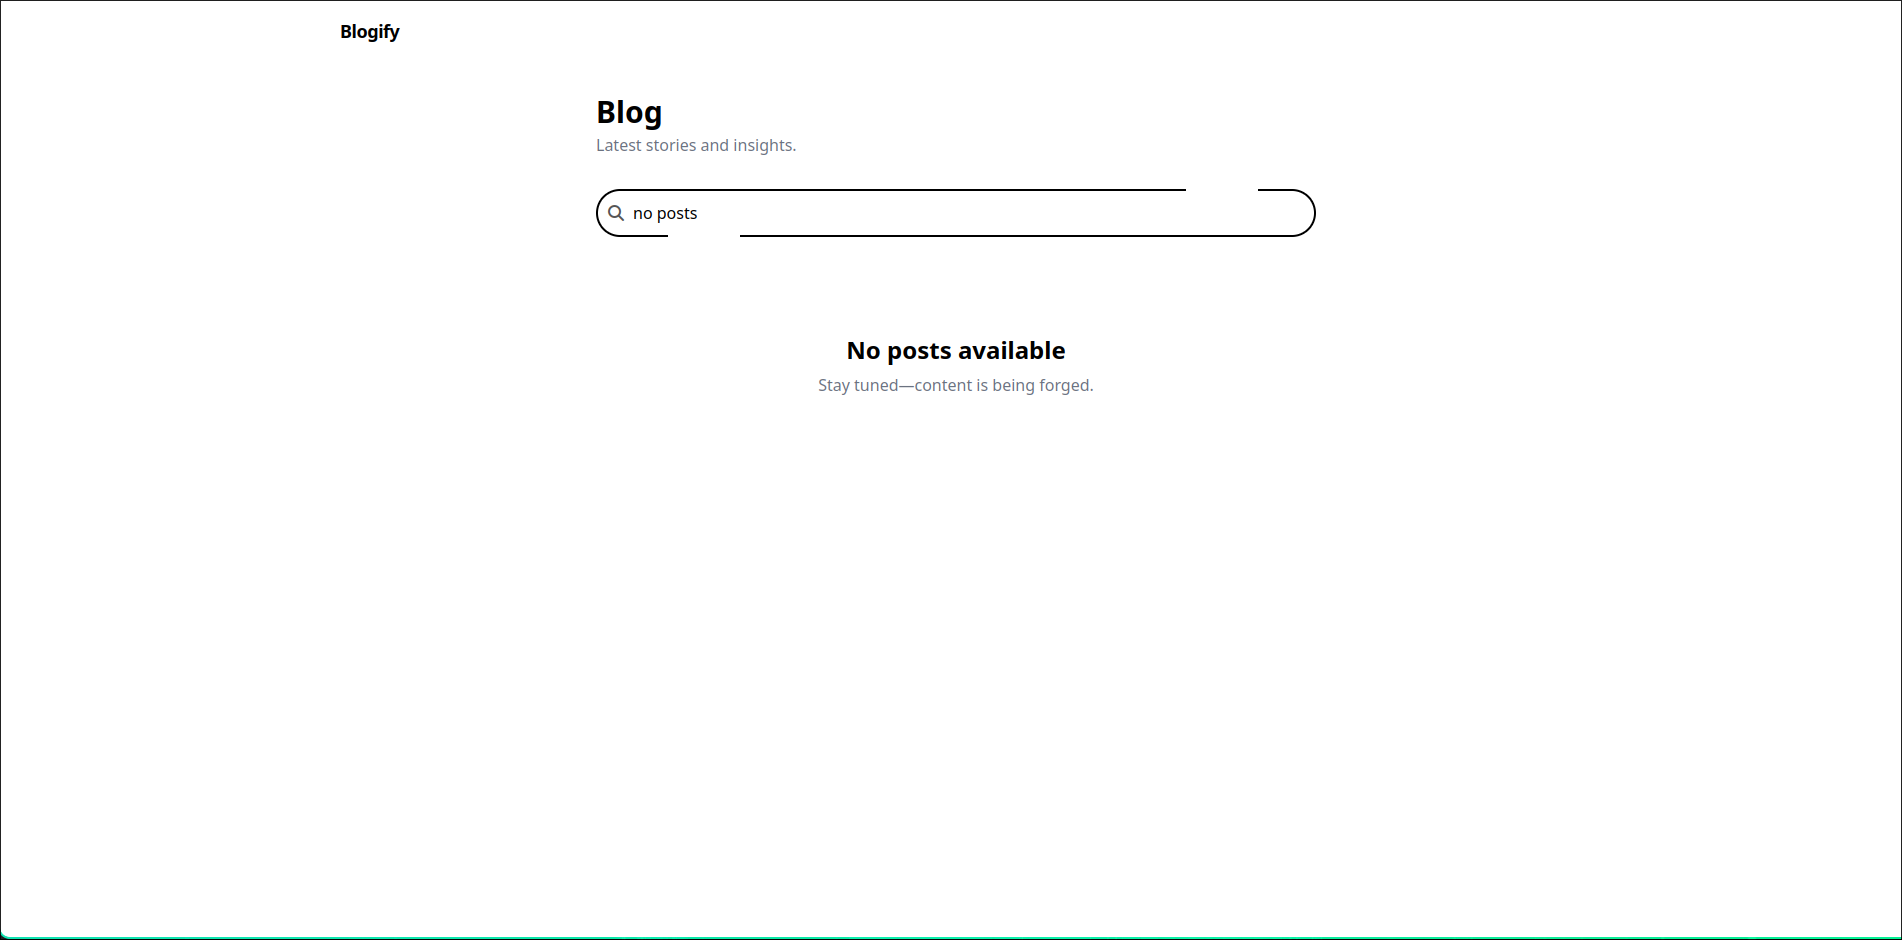 Blogify
Blog
Latest stories and insights.
no posts
No posts available
Stay tuned—content is being forged.